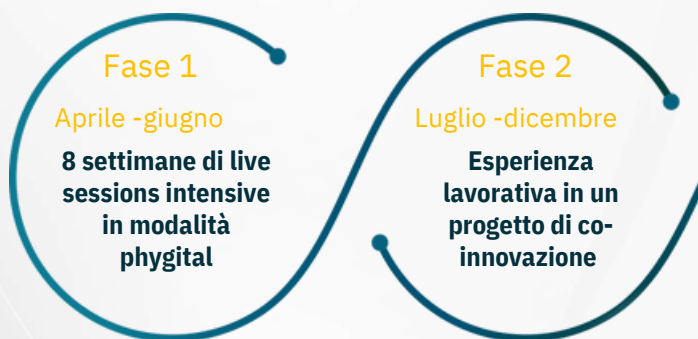 Fase 1
Aprile -giugno
8 settimane di live
sessions intensive
in modalità
phygital
Fase 2
Luglio -dicembre
Esperienza
lavorativa in un
progetto di co-
innovazione